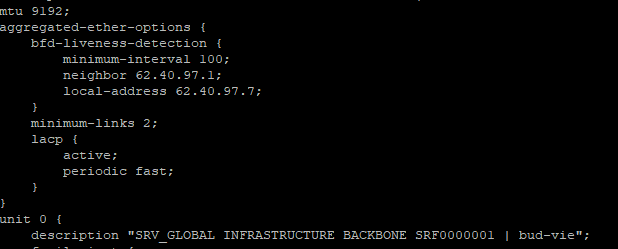 mtu 9192;
aggregated-ether-options {
    bfd-liveness-detection {
        minimum-interval 100;
        neighbor 62.40.97.1;
        local-address 62.40.97.7;
    }
    minimum-links 2;
    lacp {
        active;
        periodic fast;
    }
}
unit 0 {
    description "SRV_GLOBAL INFRASTRUCTURE BACKBONE SRF0000001 | bud-vie";